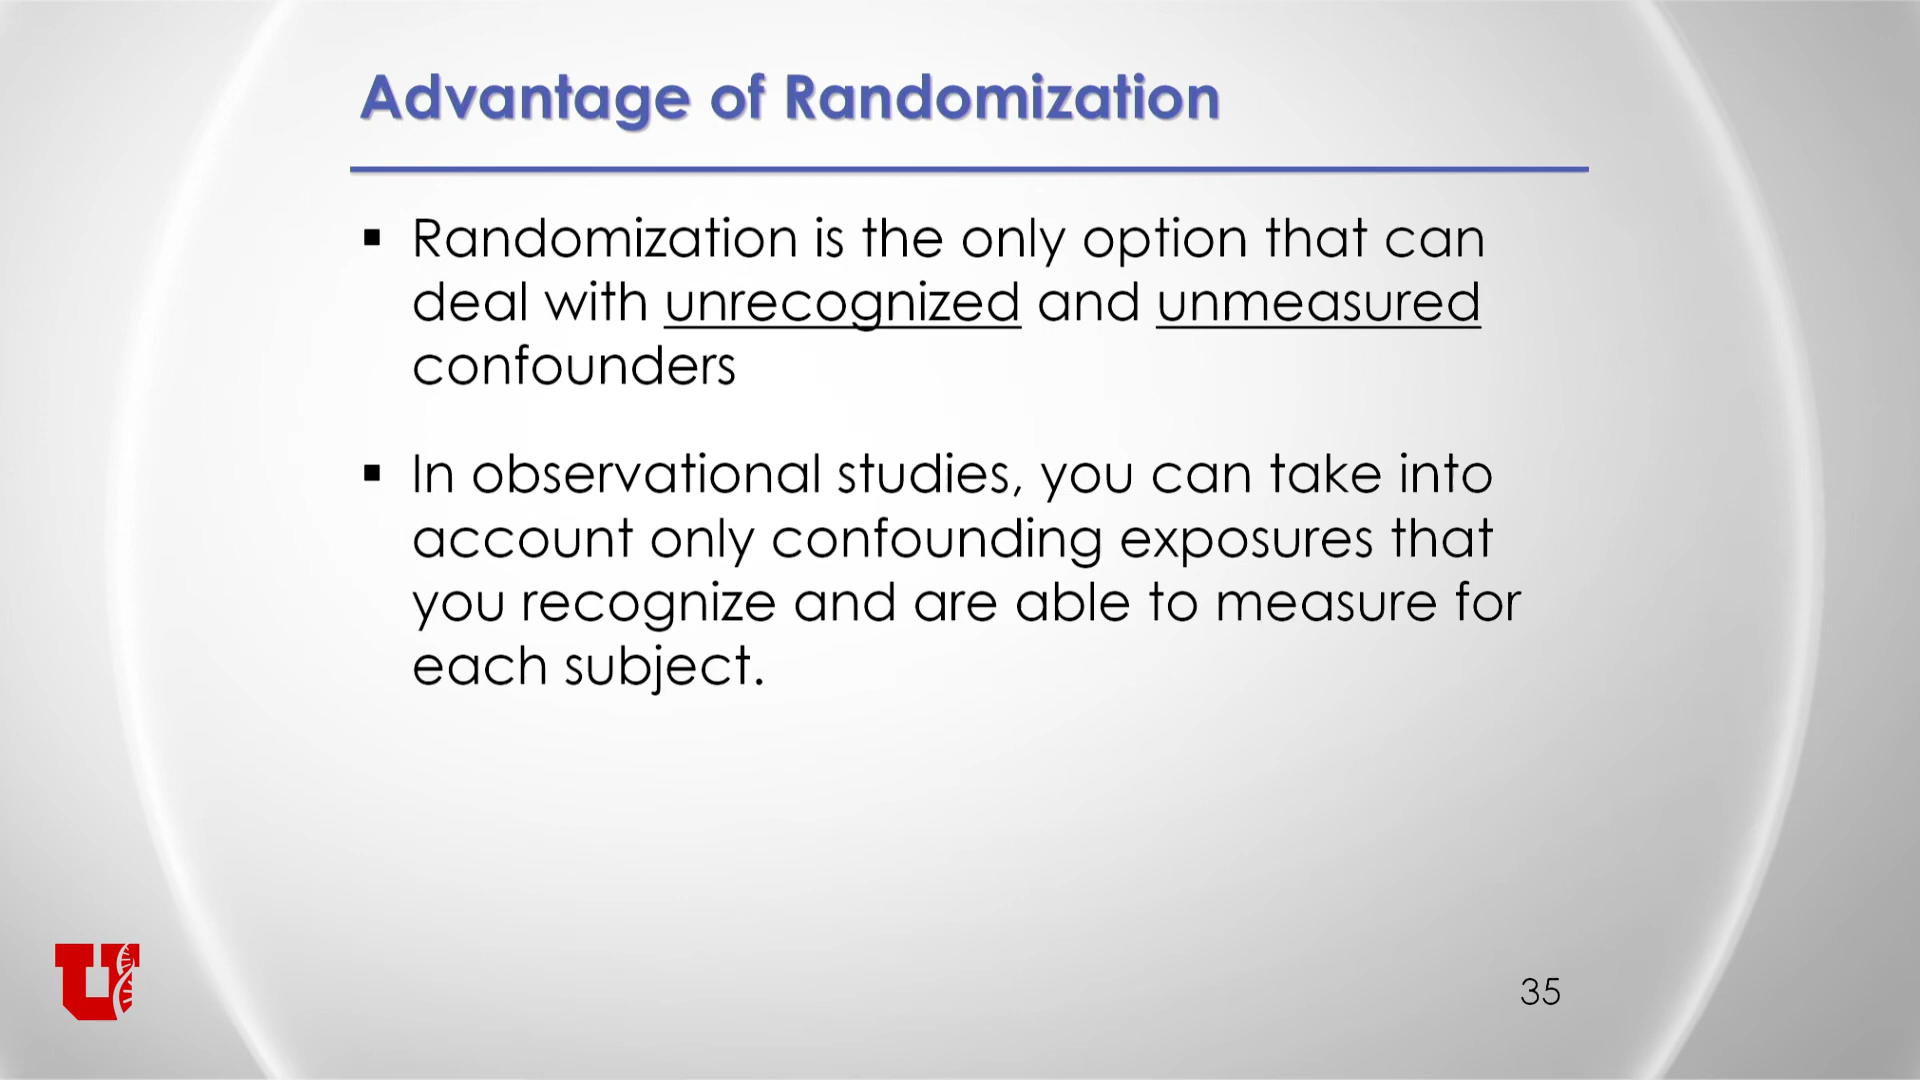 Advantage of Randomization
▪ Randomization is the only option that can
deal with unrecognized and unmeasured
confounders
▪ In observational studies, you can take into
account only confounding exposures that
you recognize and are able to measure for
each subject.
U
35